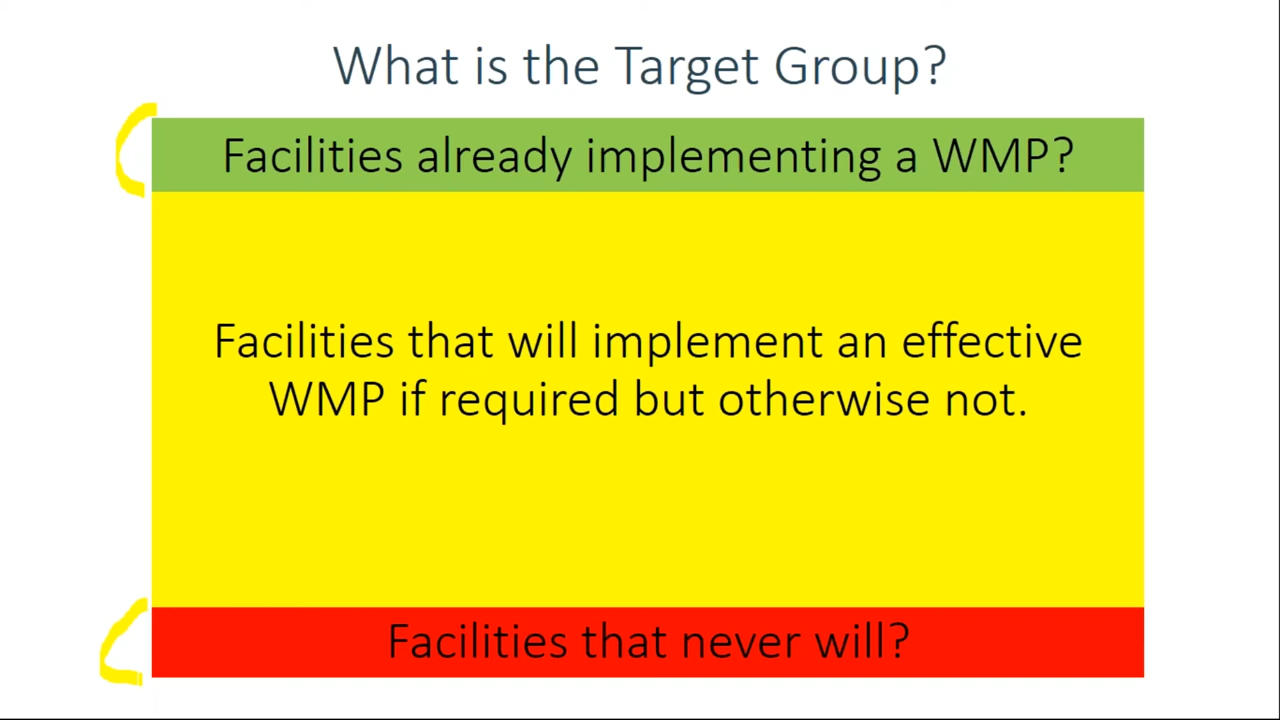 What is the Target Group?
Facilities already implementing a WMP?
Facilities that will implement an effective
WMP if required but otherwise not.
Facilities that never will?